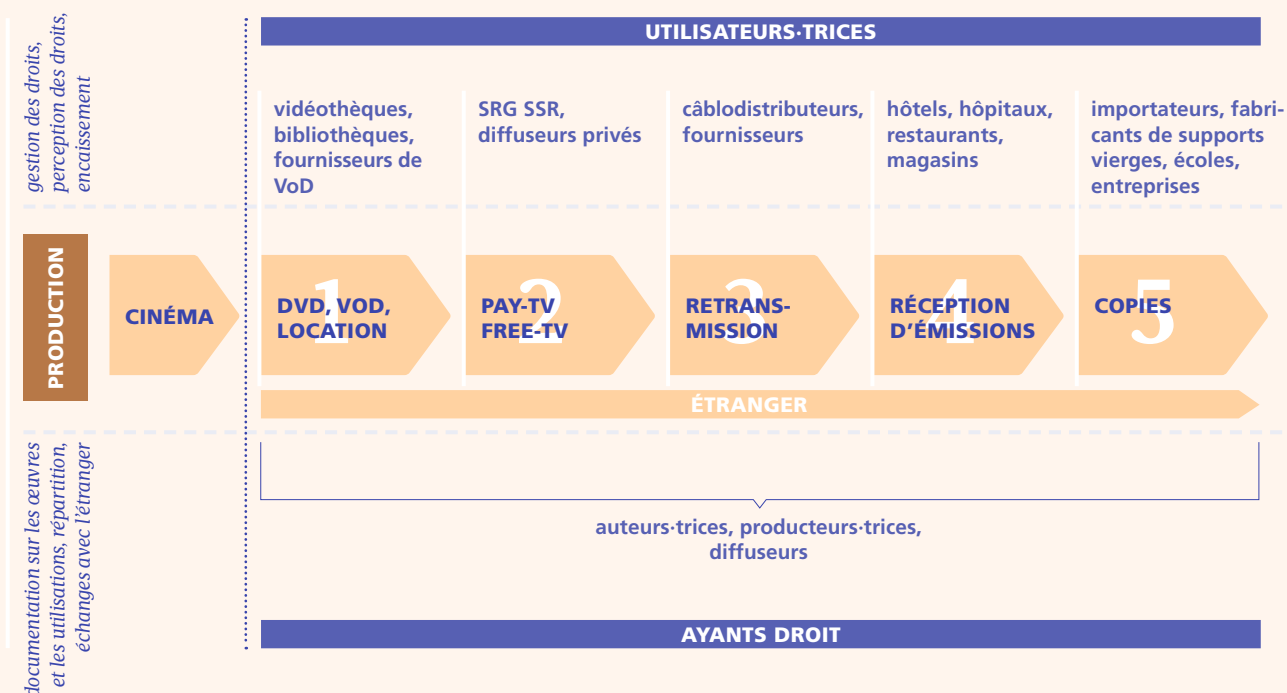 gestion des droits,
perception des droits,
encaissement
UTILISATEURS·TRICES
vidéothèques,
bibliothèques,
fournisseurs de
VoD
SRG SSR,
diffuseurs privés
câblodistributeurs,
fournisseurs
hôtels, hôpitaux,
restaurants,
magasins
importateurs, fabri-
cants de supports
vierges, écoles,
entreprises
PRODUCTION
CINÉMA
1
DVD, VOD,
LOCATION
2
PAY-TV
FREE-TV
3
RETRANS-
MISSION
4
RÉCEPTION
D’ÉMISSIONS
5
COPIES
ÉTRANGER
documentation sur les œuvres
et les utilisations, répartition,
échanges avec l’étranger
auteurs·trices, producteurs·trices,
diffuseurs
AYANTS DROIT